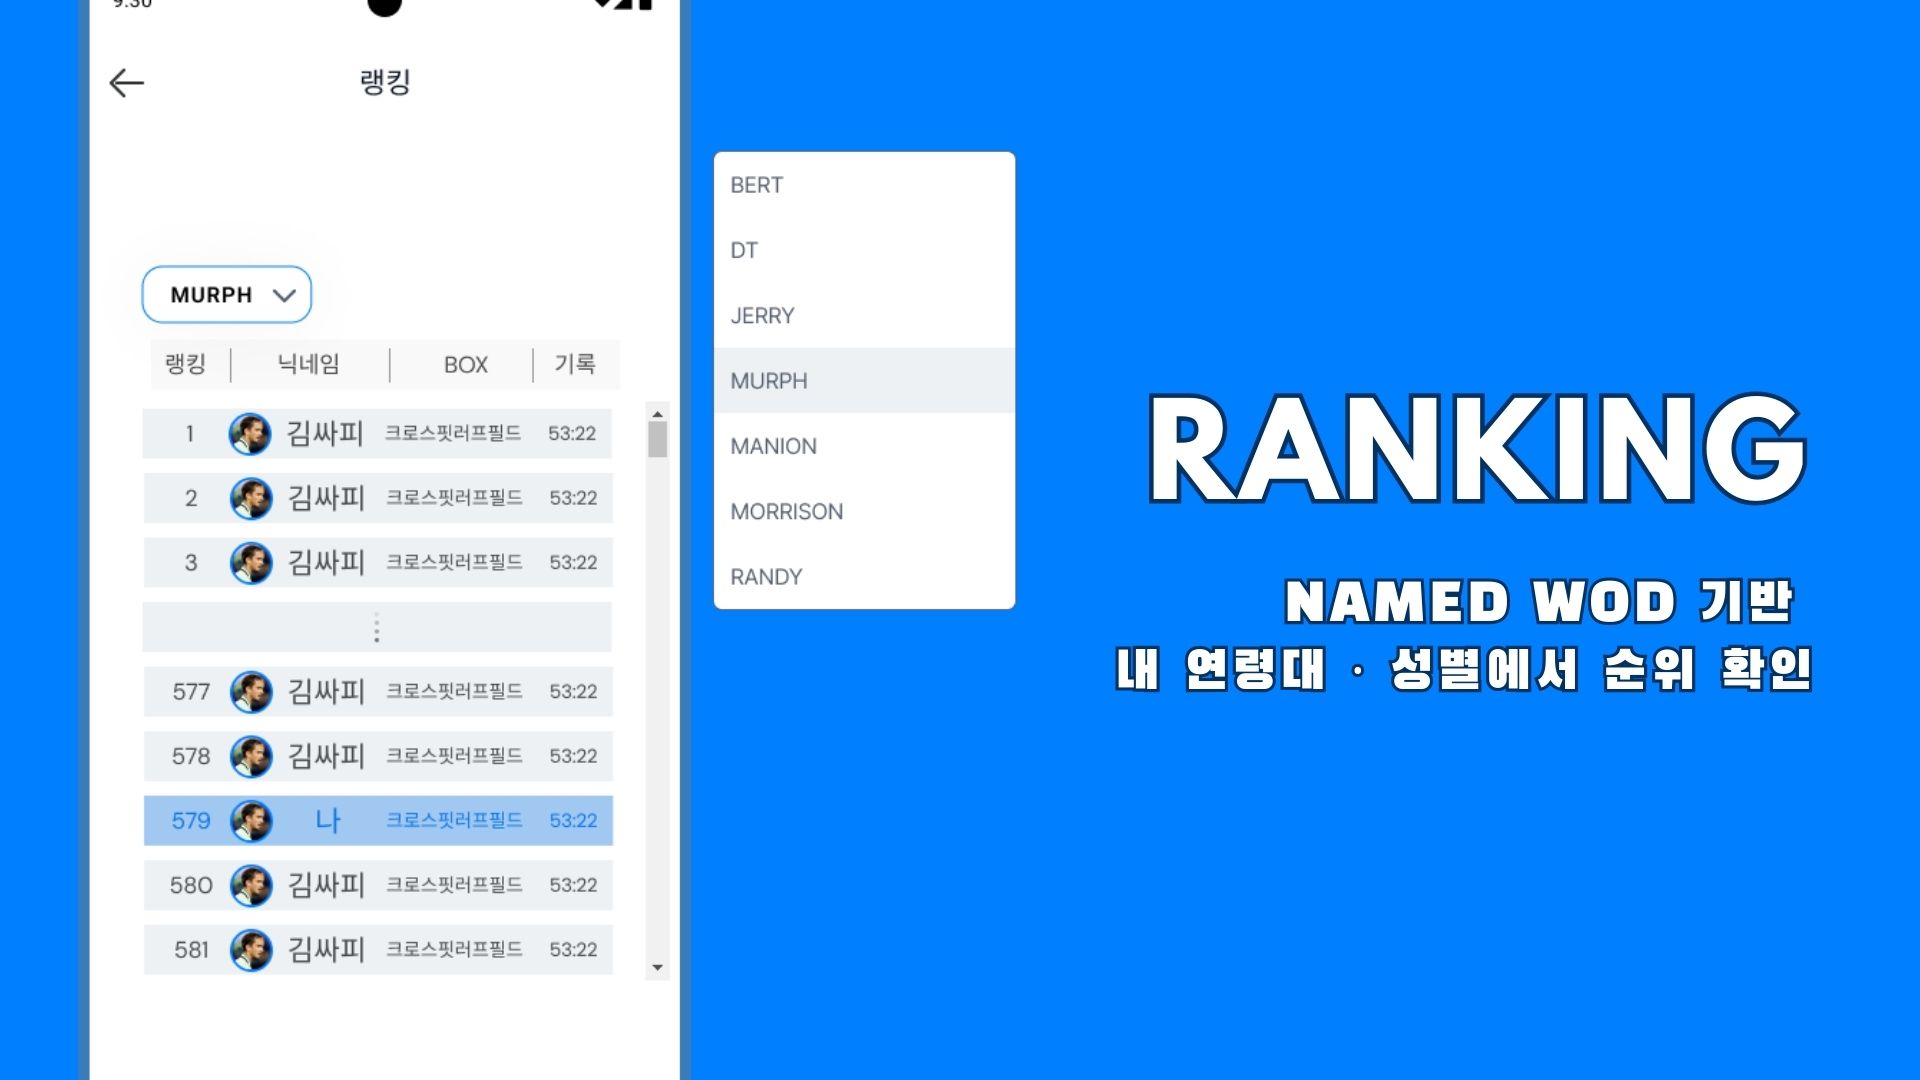 9:30
랭킹
MURPH
랭킹 닉네임 BOX 기록
1 김싸피 크로스핏러프필드 53:22
2 김싸피 크로스핏러프필드 53:22
3 김싸피 크로스핏러프필드 53:22
577 김싸피 크로스핏러프필드 53:22
578 김싸피 크로스핏러프필드 53:22
579 나 크로스핏러프필드 53:22
580 김싸피 크로스핏러프필드 53:22
581 김싸피 크로스핏러프필드 53:22
BERT
DT
JERRY
MURPH
MANION
MORRISON
RANDY
RANKING
NAMED WOD 기반
내 연령대 · 성별에서 순위 확인